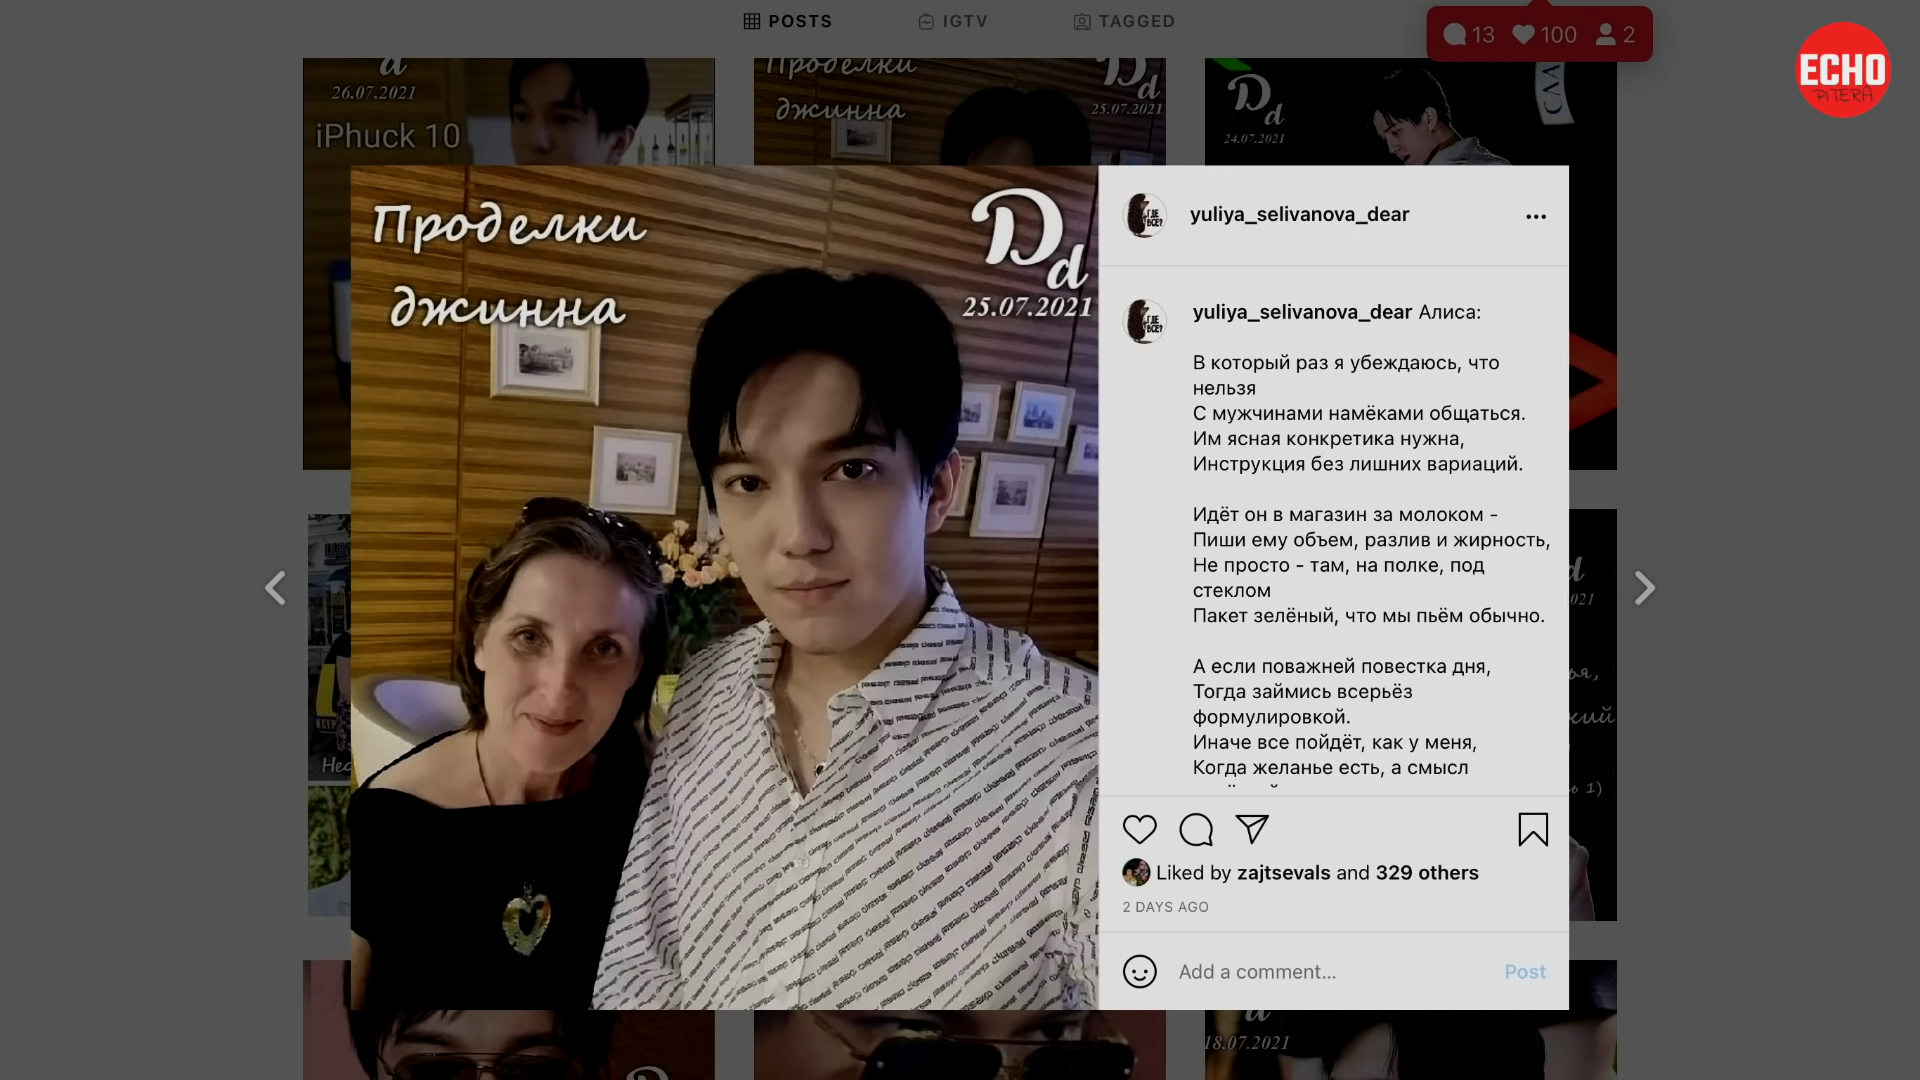 POSTS
IGTV
TAGGED
13 100 2
ECHO
PITERA
26.07.2021
iPhuck 10
Проделки
джинна
Dd
25.07.2021
Dd
24.07.2021
Проделки
джинна
Dd
25.07.2021
yuliya_selivanova_dear
yuliya_selivanova_dear Алиса:
В который раз я убеждаюсь, что
нельзя
С мужчинами намёками общаться.
Им ясная конкретика нужна,
Инструкция без лишних вариаций.
Идёт он в магазин за молоком -
Пиши ему объем, разлив и жирность,
Не просто - там, на полке, под
стеклом
Пакет зелёный, что мы пьём обычно.
А если поважней повестка дня,
Тогда займись всерьёз
формулировкой.
Иначе все пойдёт, как у меня,
Когда желанье есть, а смысл
Liked by zajtsevals and 329 others
2 DAYS AGO
Add a comment...
Post
18.07.2021